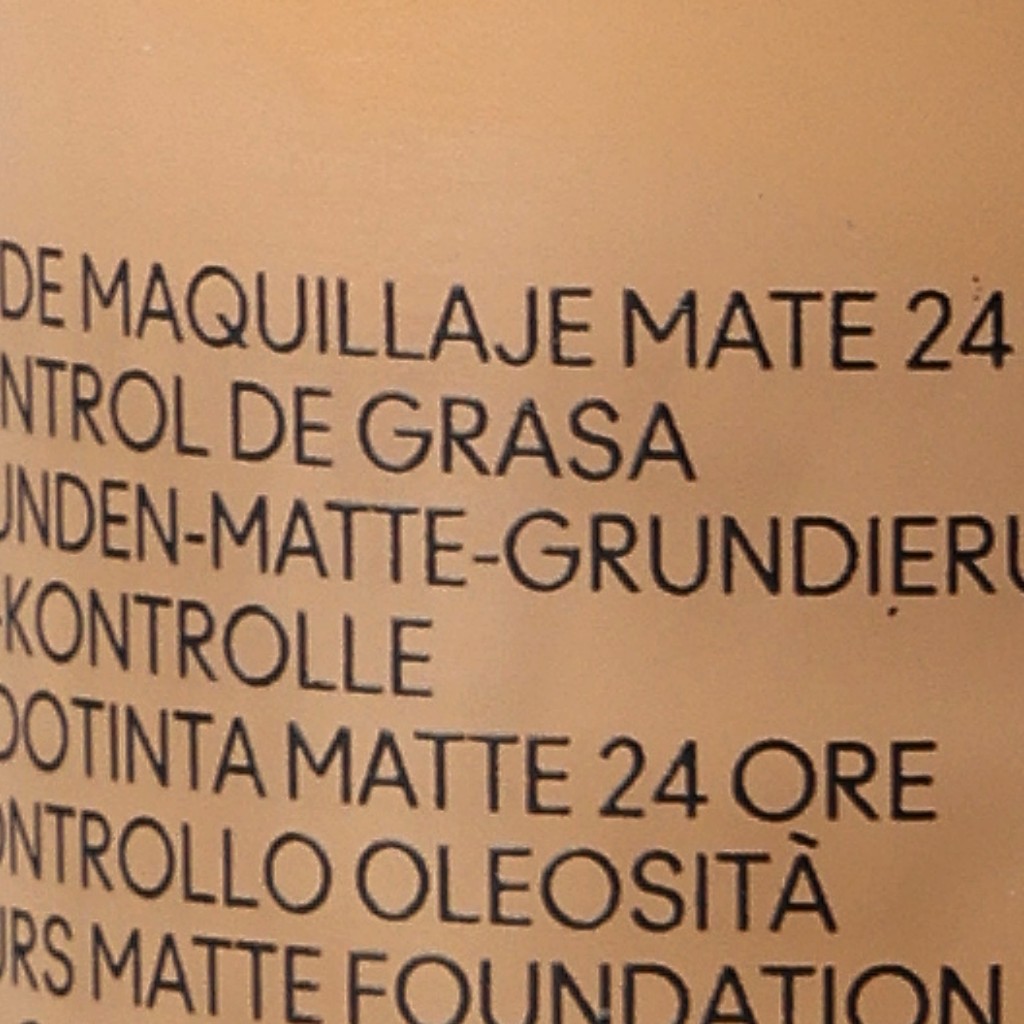 DE MAQUILLAJE MATE 24
NTROL DE GRASA
UNDEN-MATTE-GRUNDIERU
-KONTROLLE
DOTINTA MATTE 24 ORE
ONTROLLO OLEOSITÀ
URS MATTE FOUNDATION